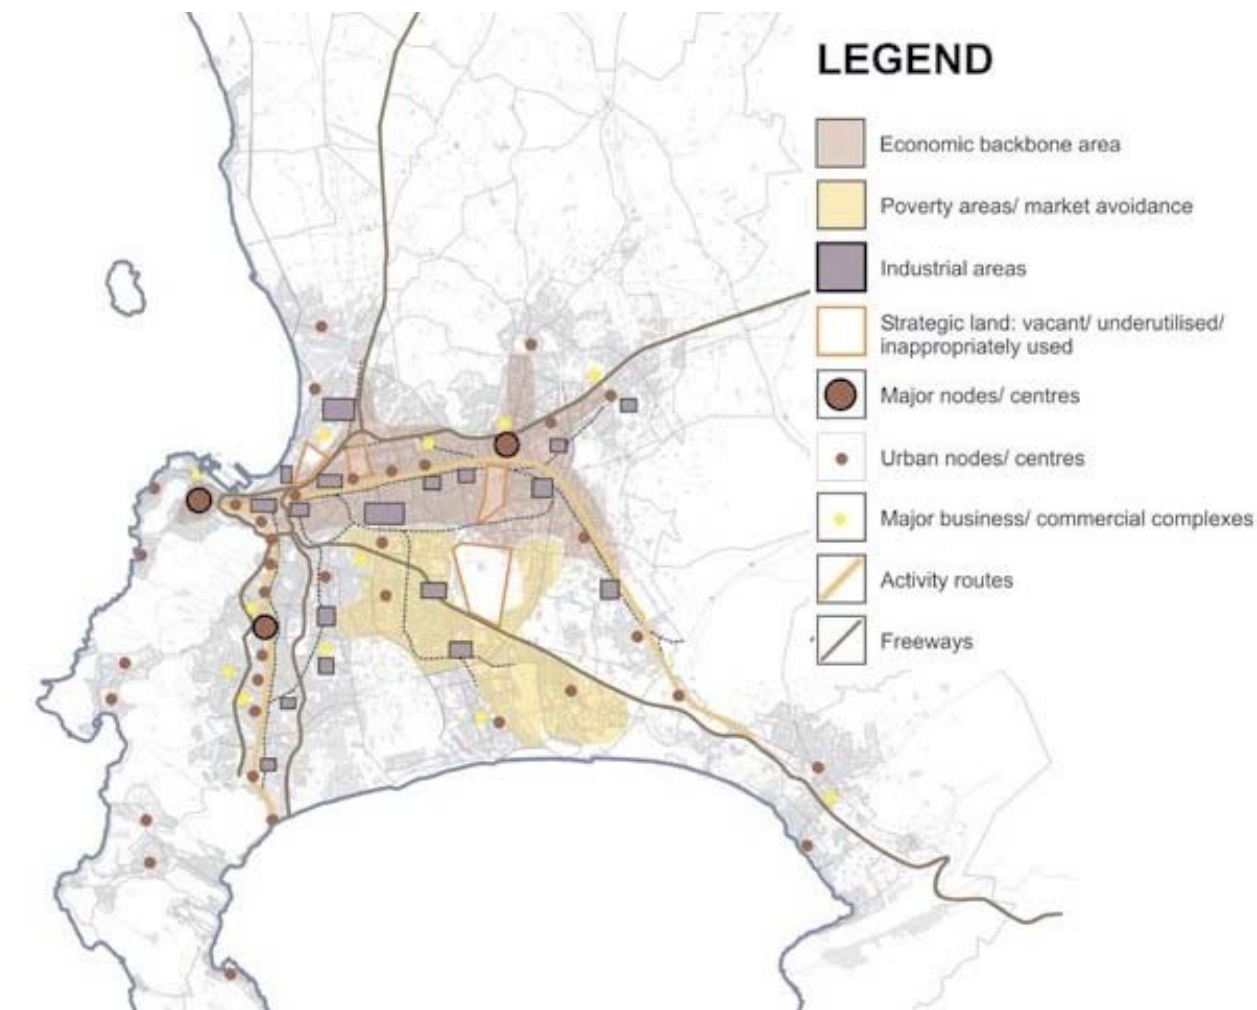 LEGEND
Economic backbone area
Poverty areas/ market avoidance
Industrial areas
Strategic land: vacant/ underutilised/
inappropriately used
Major nodes/ centres
Urban nodes/ centres
Major business/ commercial complexes
Activity routes
Freeways